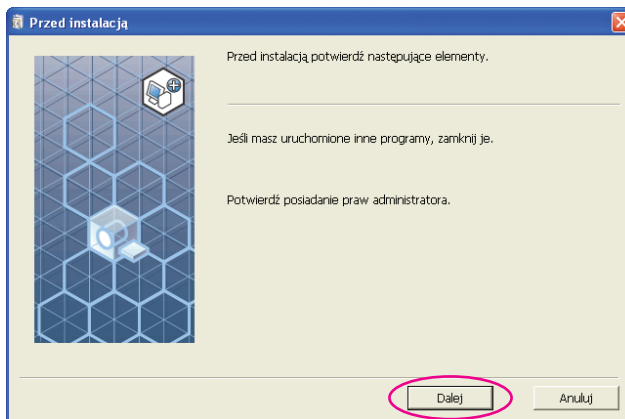 Przed instalacją
Przed instalacją potwierdź następujące elementy.
Jeśli masz uruchomione inne programy, zamknij je.
Potwierdź posiadanie praw administratora.
Dalej
Anuluj